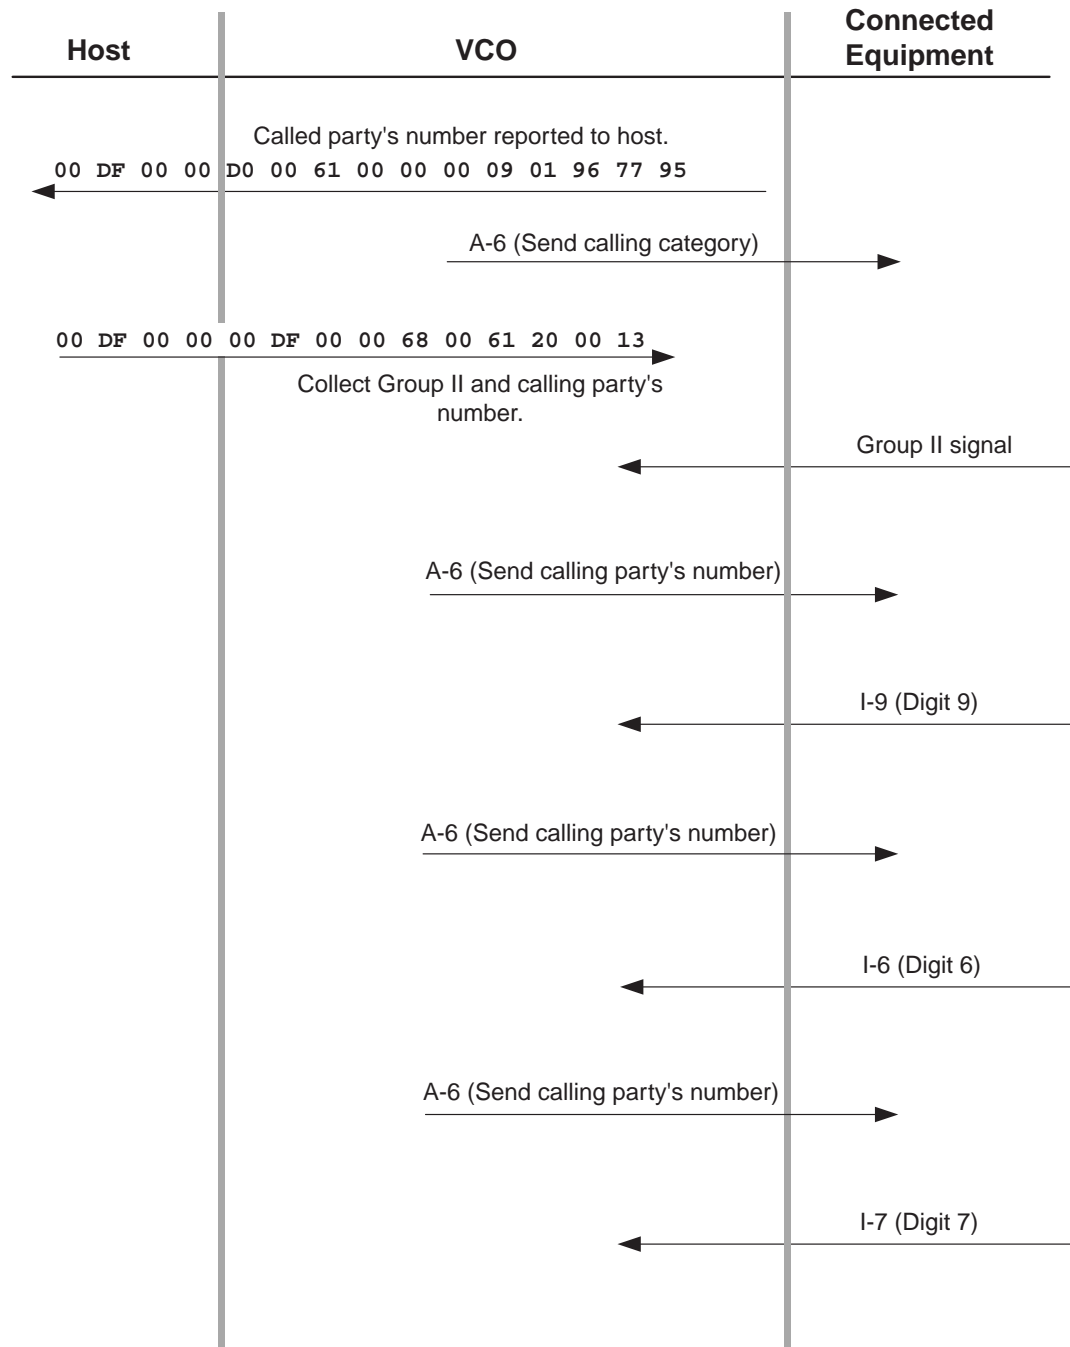 Host
VCO
Connected
Equipment
Called party's number reported to host.
00 DF 00 00 D0 00 61 00 00 00 09 01 96 77 95
A-6 (Send calling category)
00 DF 00 00 00 DF 00 00 68 00 61 20 00 13
Collect Group II and calling party's
number.
Group II signal
A-6 (Send calling party's number)
I-9 (Digit 9)
A-6 (Send calling party's number)
I-6 (Digit 6)
A-6 (Send calling party's number)
I-7 (Digit 7)